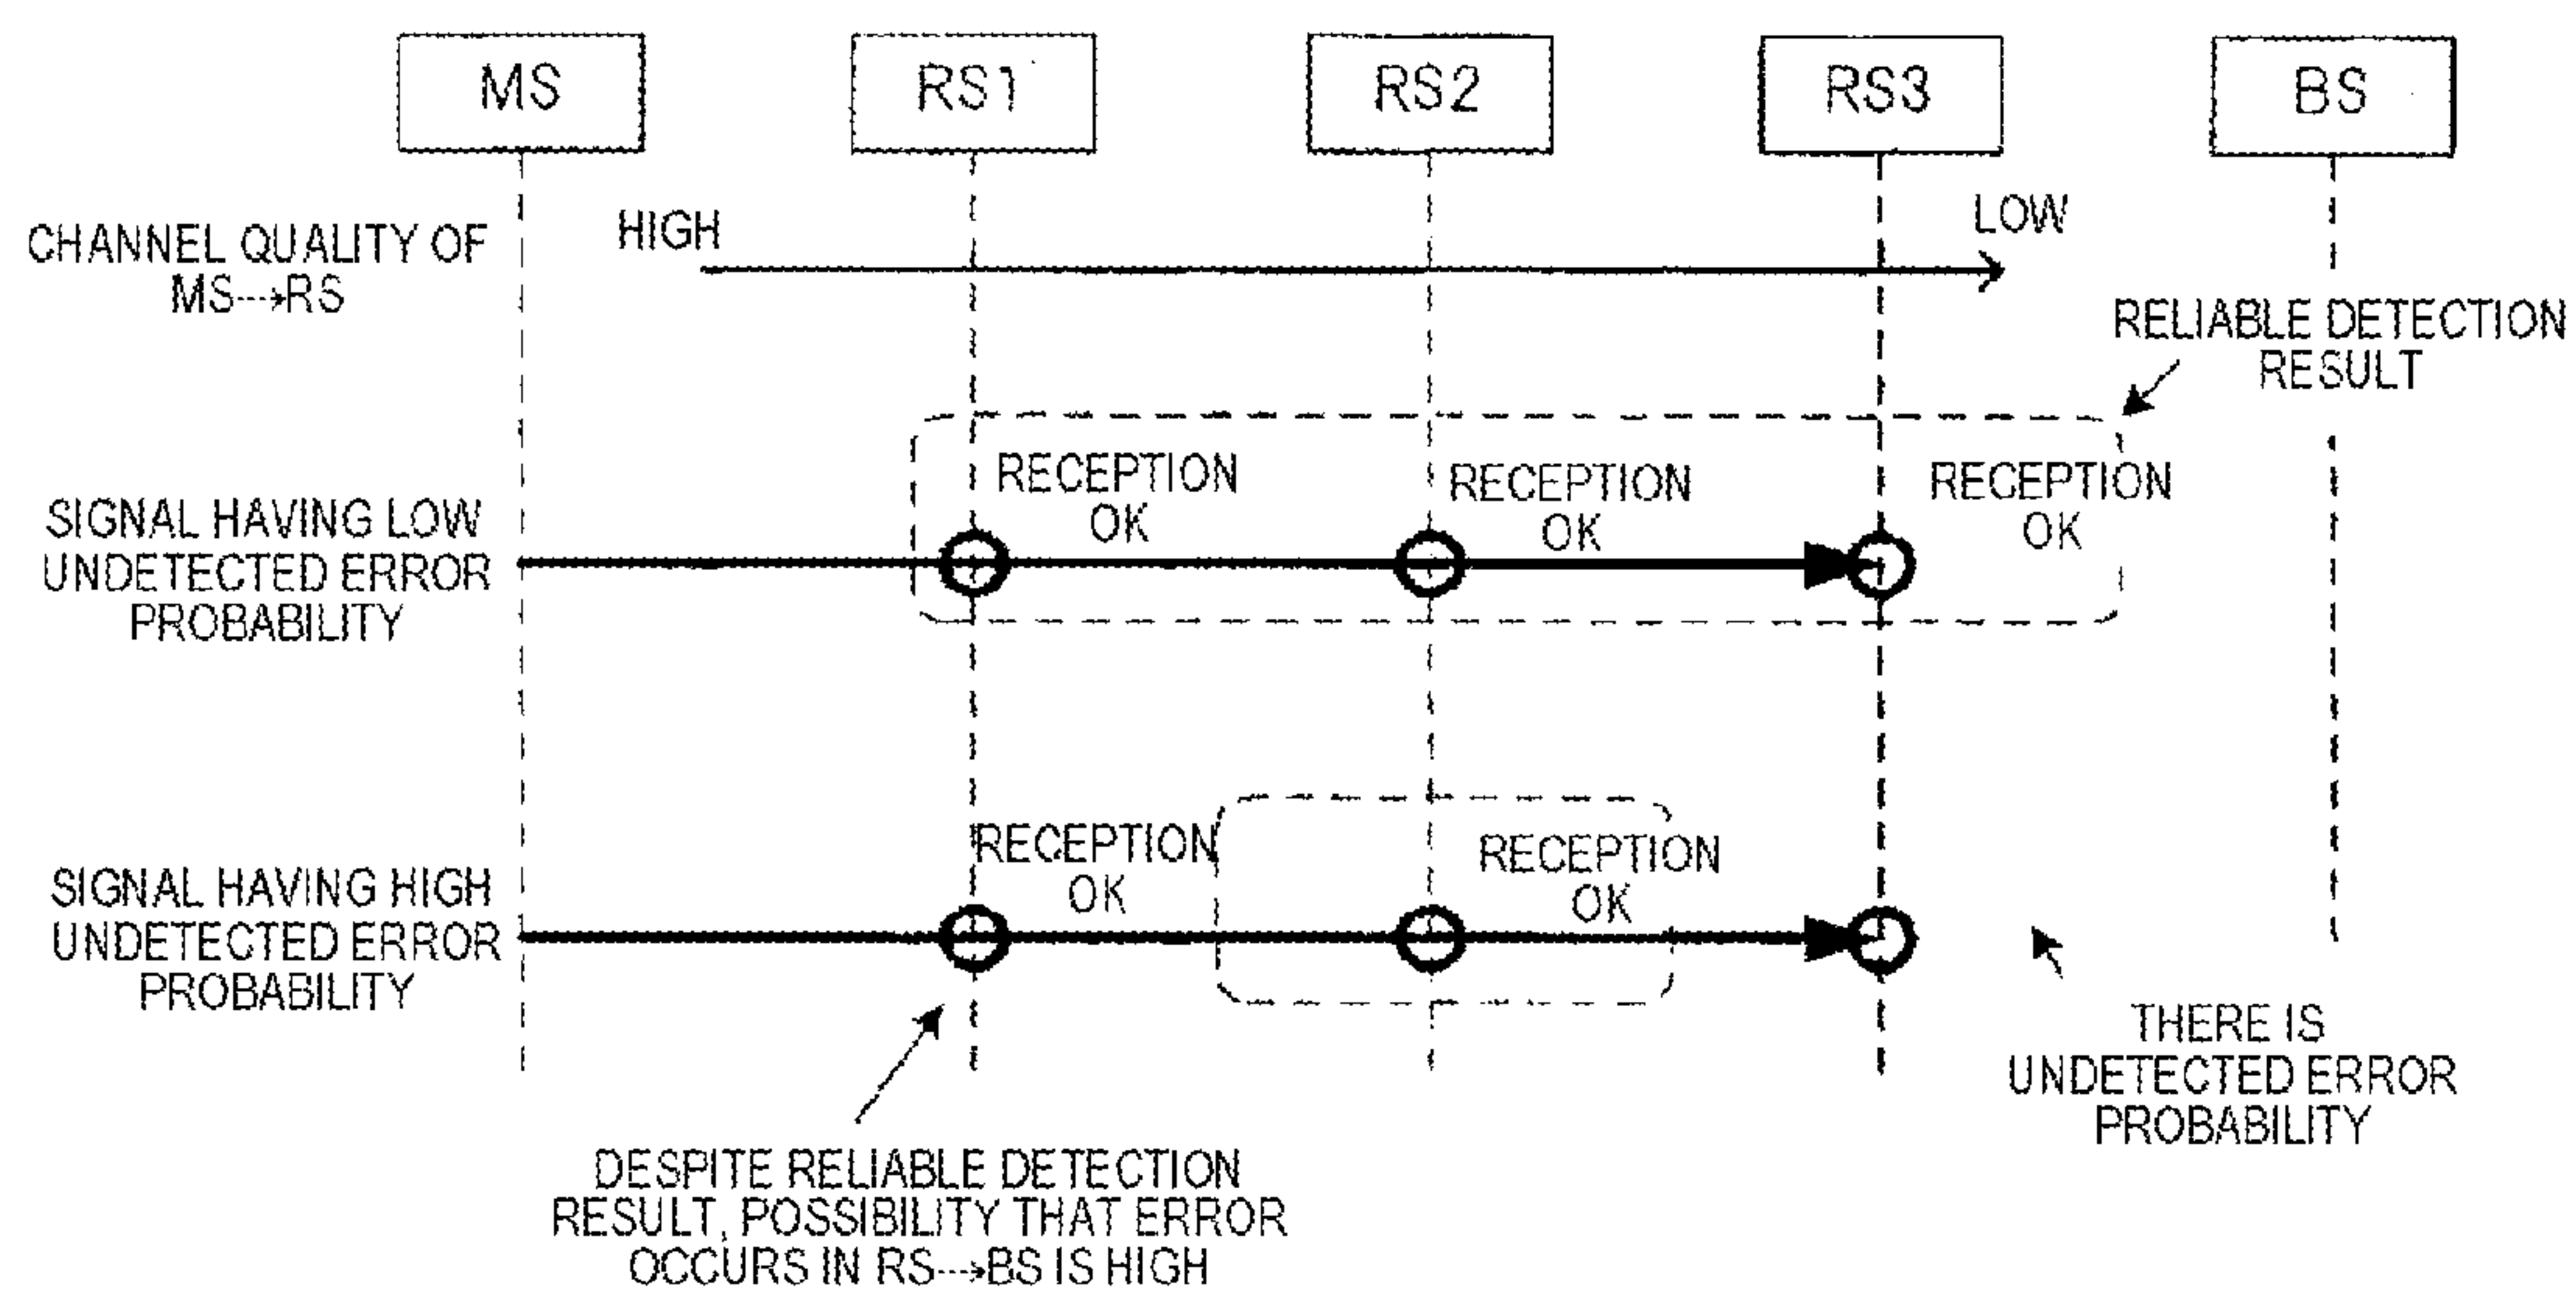 MS
RS1
RS2
RS3
BS
CHANNEL QUALITY OF
MS→RS
HIGH
LOW
RELIABLE DETECTION
RESULT
SIGNAL HAVING LOW
UNDETECTED ERROR
PROBABILITY
RECEPTION
OK
RECEPTION
OK
RECEPTION
OK
SIGNAL HAVING HIGH
UNDETECTED ERROR
PROBABILITY
RECEPTION
OK
RECEPTION
OK
THERE IS
UNDETECTED ERROR
PROBABILITY
DESPITE RELIABLE DETECTION
RESULT, POSSIBILITY THAT ERROR
OCCURS IN RS→BS IS HIGH